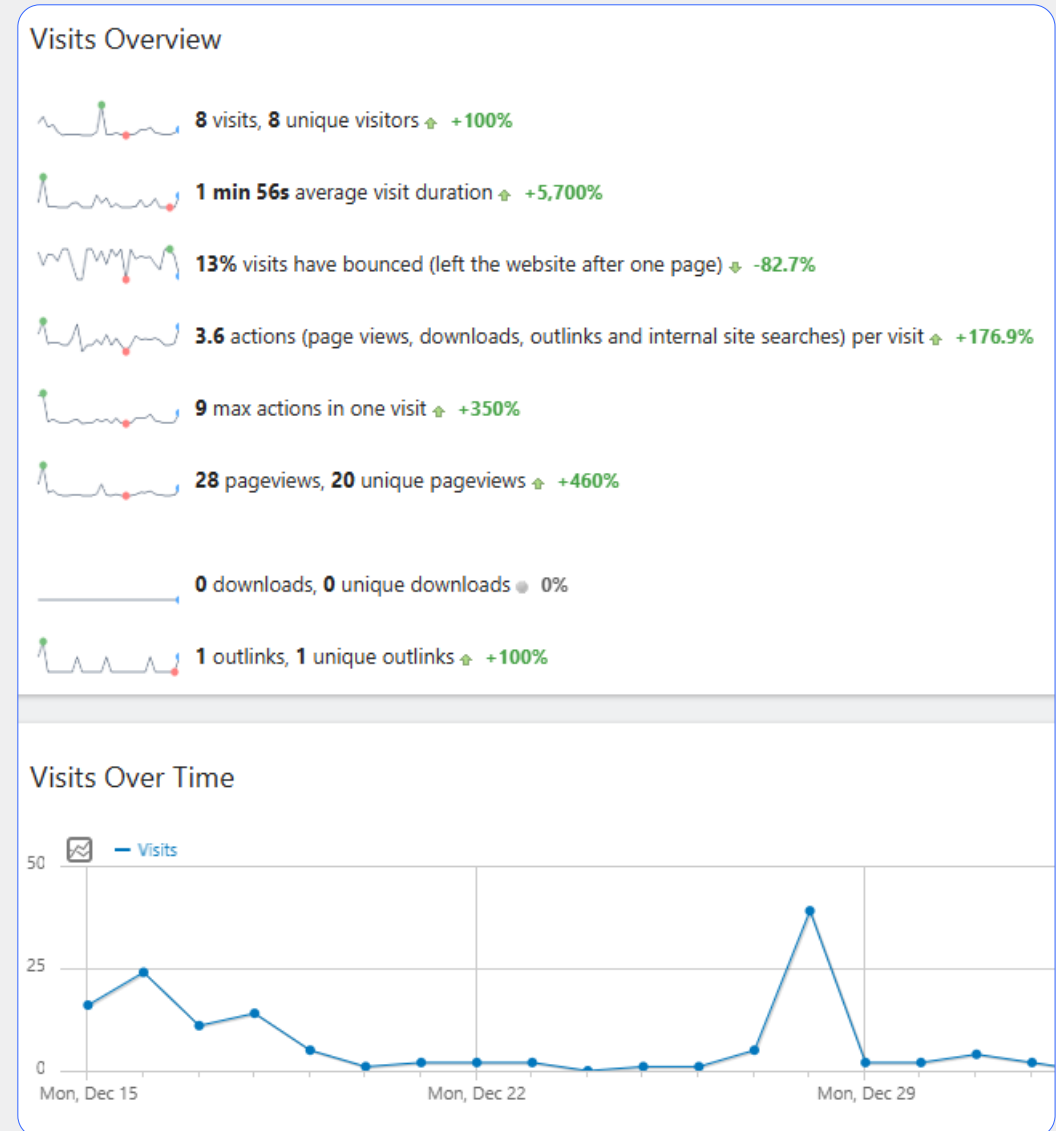 Visits Overview
8 visits, 8 unique visitors +100%
1 min 56s average visit duration +5,700%
13% visits have bounced (left the website after one page) -82.7%
3.6 actions (page views, downloads, outlinks and internal site searches) per visit +176.9%
9 max actions in one visit +350%
28 pageviews, 20 unique pageviews +460%
0 downloads, 0 unique downloads 0%
1 outlinks, 1 unique outlinks +100%
Visits Over Time
Visits
50
25
0
Mon, Dec 15 Mon, Dec 22 Mon, Dec 29